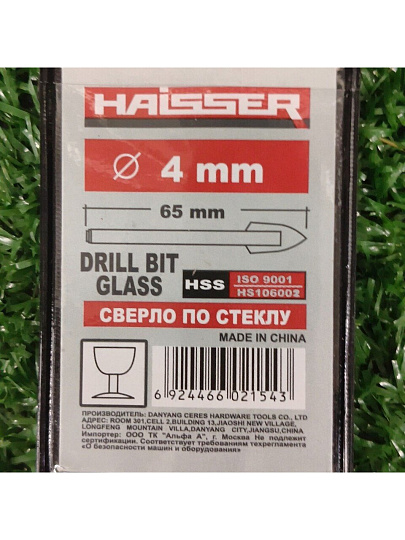 HAISSER
⌀ 4 mm
65 mm
DRILL BIT
GLASS
HSS
ISO 9001
HS106002
СВЕРЛО ПО СТЕКЛУ
MADE IN CHINA
6 924466 021543
ПРОИЗВОДИТЕЛЬ: DANYANG CERES HARDWARE TOOLS CO., LTD
АДРЕС: ROOM 301,CELL 2,BUILDING 13,JIAOSHI NEW VILLAGE,
LONGFENG MOUNTAIN VILLA,DANYANG CITY,JIANGSU,CHINA
Импортер: ООО ТК "Альфа А", г. Москва Не подлежит
сертификации. Соответствует требованиям техрегламента
«О безопасности машин и оборудования»